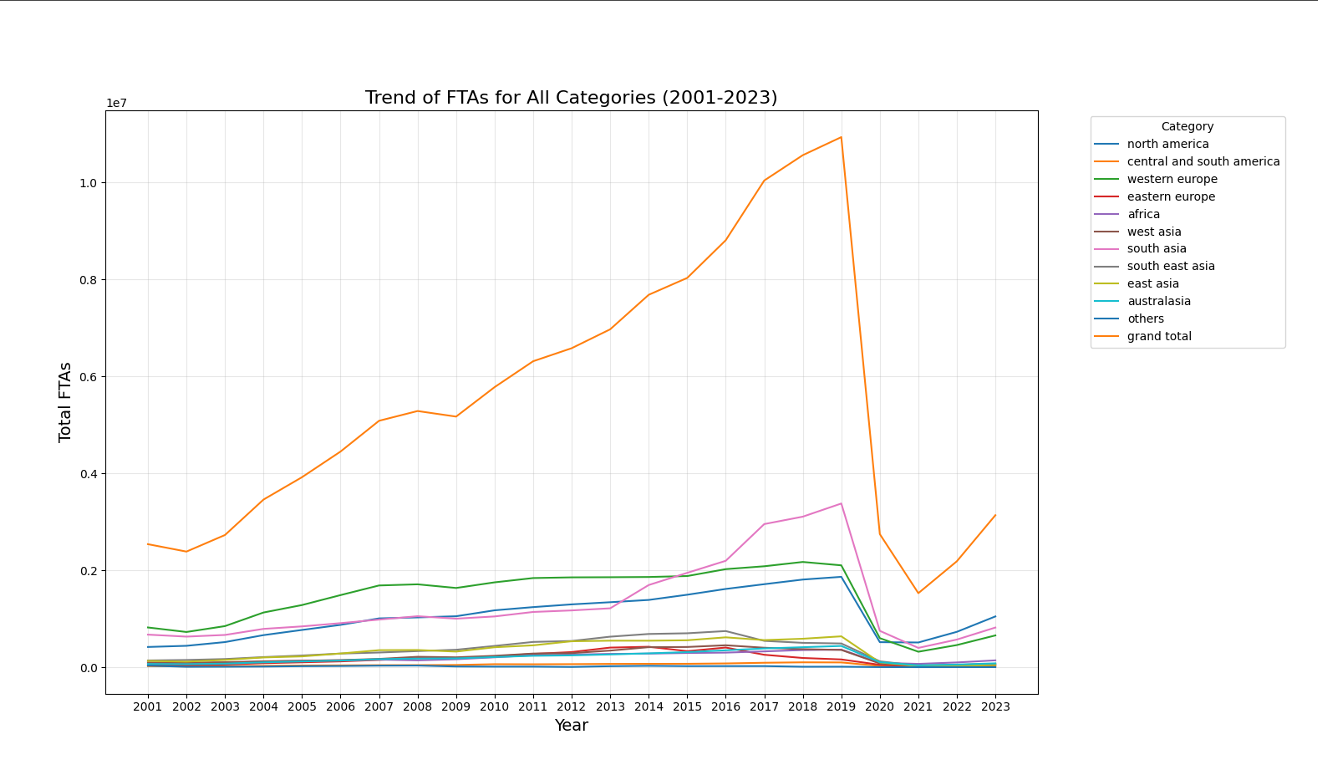 Trend of FTAs for All Categories (2001-2023)
1e7
1.0
0.8
0.6
0.4
0.2
0.0
Total FTAs
2001 2002 2003 2004 2005 2006 2007 2008 2009 2010 2011 2012 2013 2014 2015 2016 2017 2018 2019 2020 2021 2022 2023
Year
Category
north america
central and south america
western europe
eastern europe
africa
west asia
south asia
south east asia
east asia
australasia
others
grand total